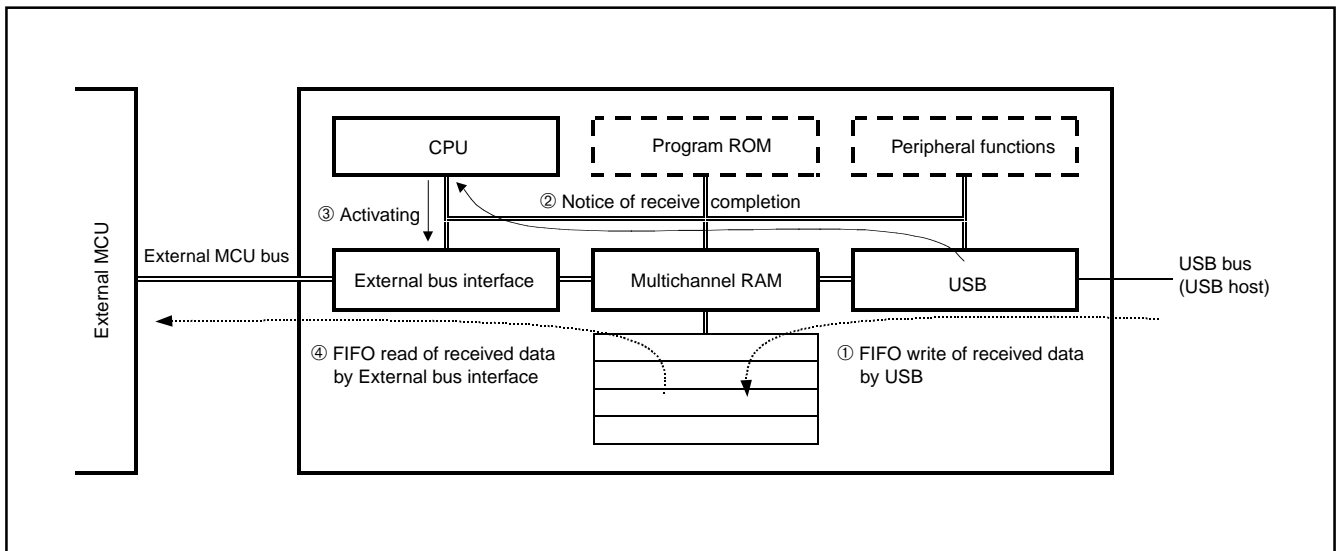 CPU
Program ROM
Peripheral functions
② Notice of receive completion
③ Activating
External MCU
External MCU bus
External bus interface
Multichannel RAM
USB
USB bus
(USB host)
④ FIFO read of received data
by External bus interface
① FIFO write of received data
by USB